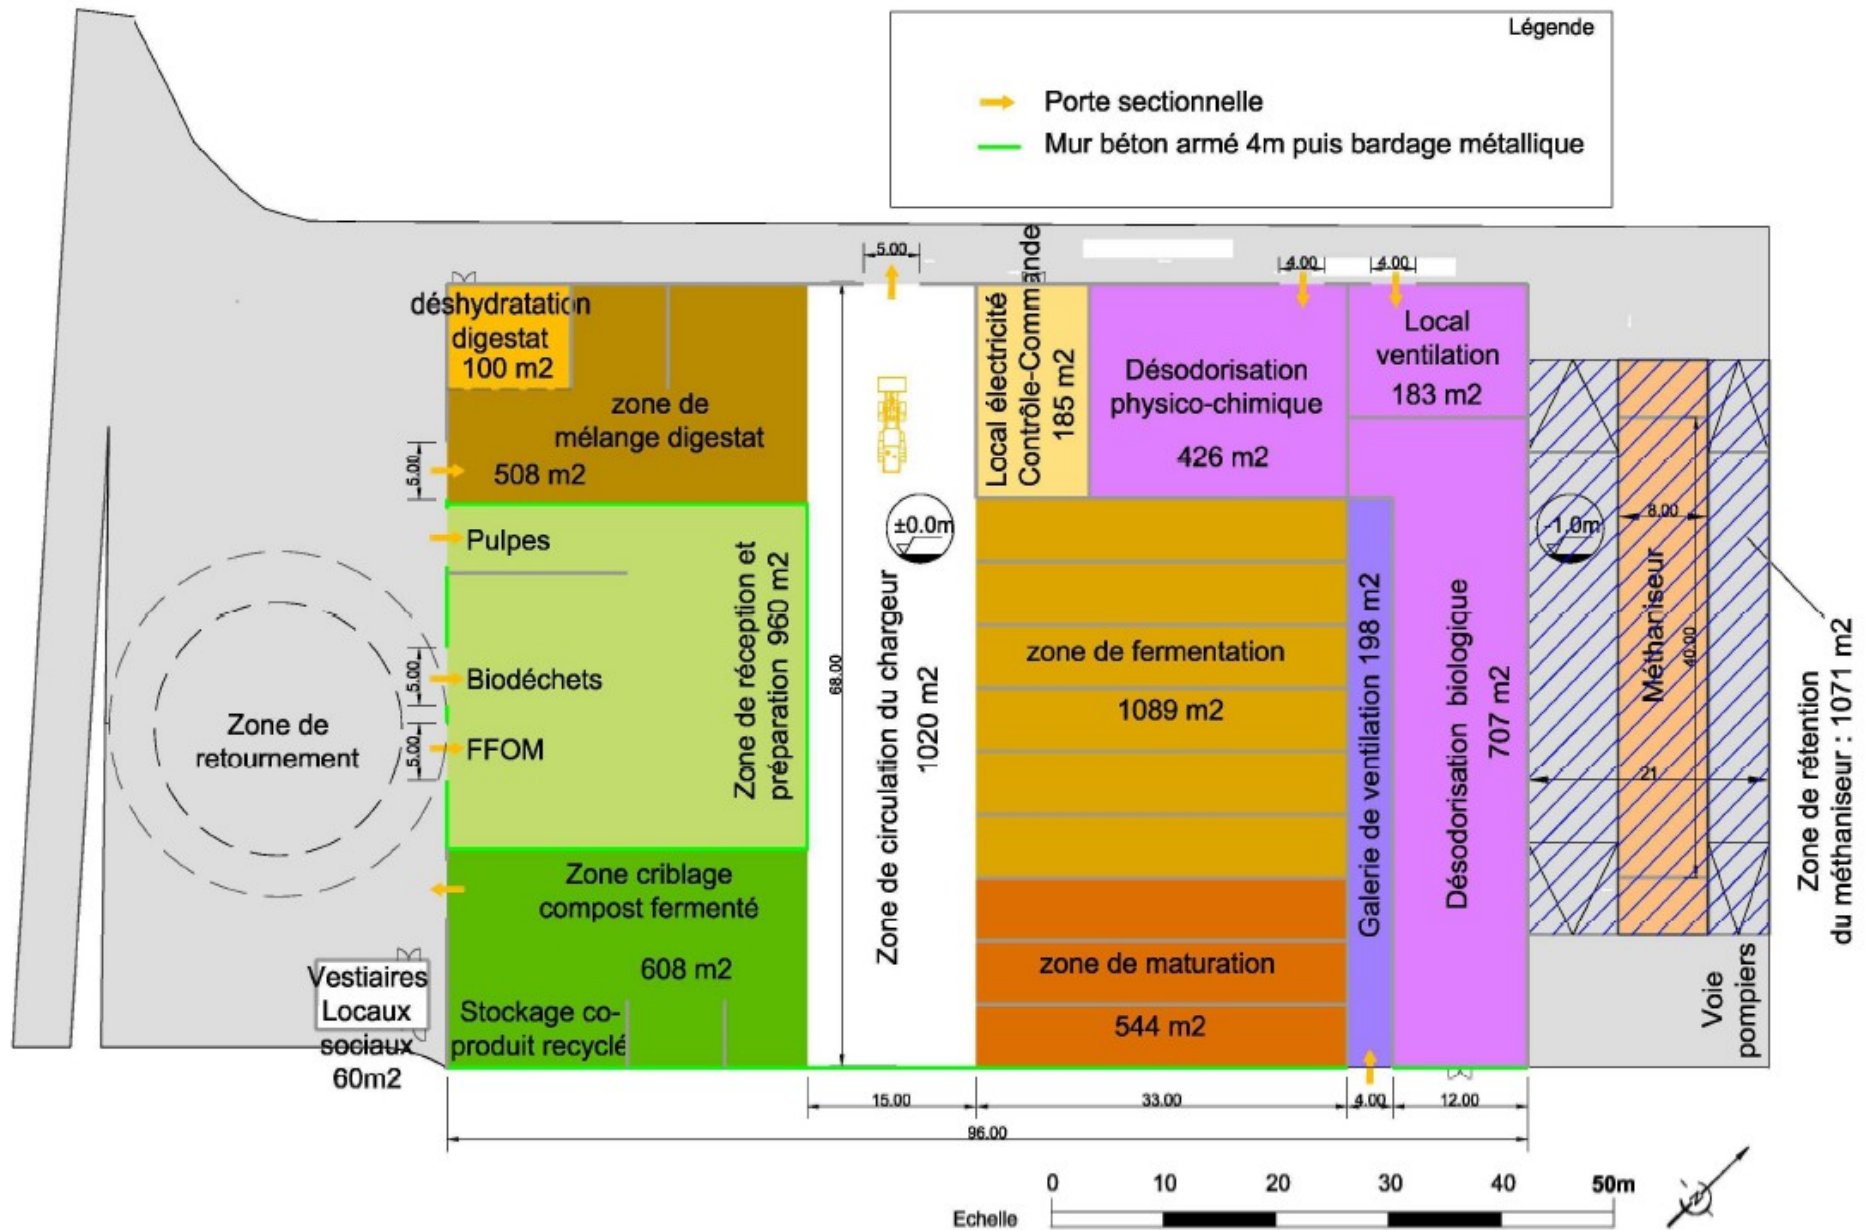 Légende
Porte sectionnelle
Mur béton armé 4m puis bardage métallique
5.00
4.00
4.00
déshydratation
digestat
100 m2
zone de
mélange digestat
508 m2
5.00
Pulpes
Biodéchets
5.00
FFOM
5.00
Zone de réception et
préparation 960 m2
Zone de
retournement
Zone criblage
compost fermenté
608 m2
Stockage co-
produit recyclé
Vestiaires
Locaux
sociaux
60m2
68.00
±0.0m
Zone de circulation du chargeur
1020 m2
Local électricité
Contrôle-Commande
185 m2
Désodorisation
physico-chimique
426 m2
Local
ventilation
183 m2
zone de fermentation
1089 m2
zone de maturation
544 m2
Galerie de ventilation 198 m2
Désodorisation biologique
707 m2
-1.0m
8.00
Méthaniseur
40.00
21
Zone de rétention
du méthaniseur : 1071 m2
Voie
pompiers
15.00
33.00
4.00
12.00
96.00
0
10
20
30
40
50m
Echelle